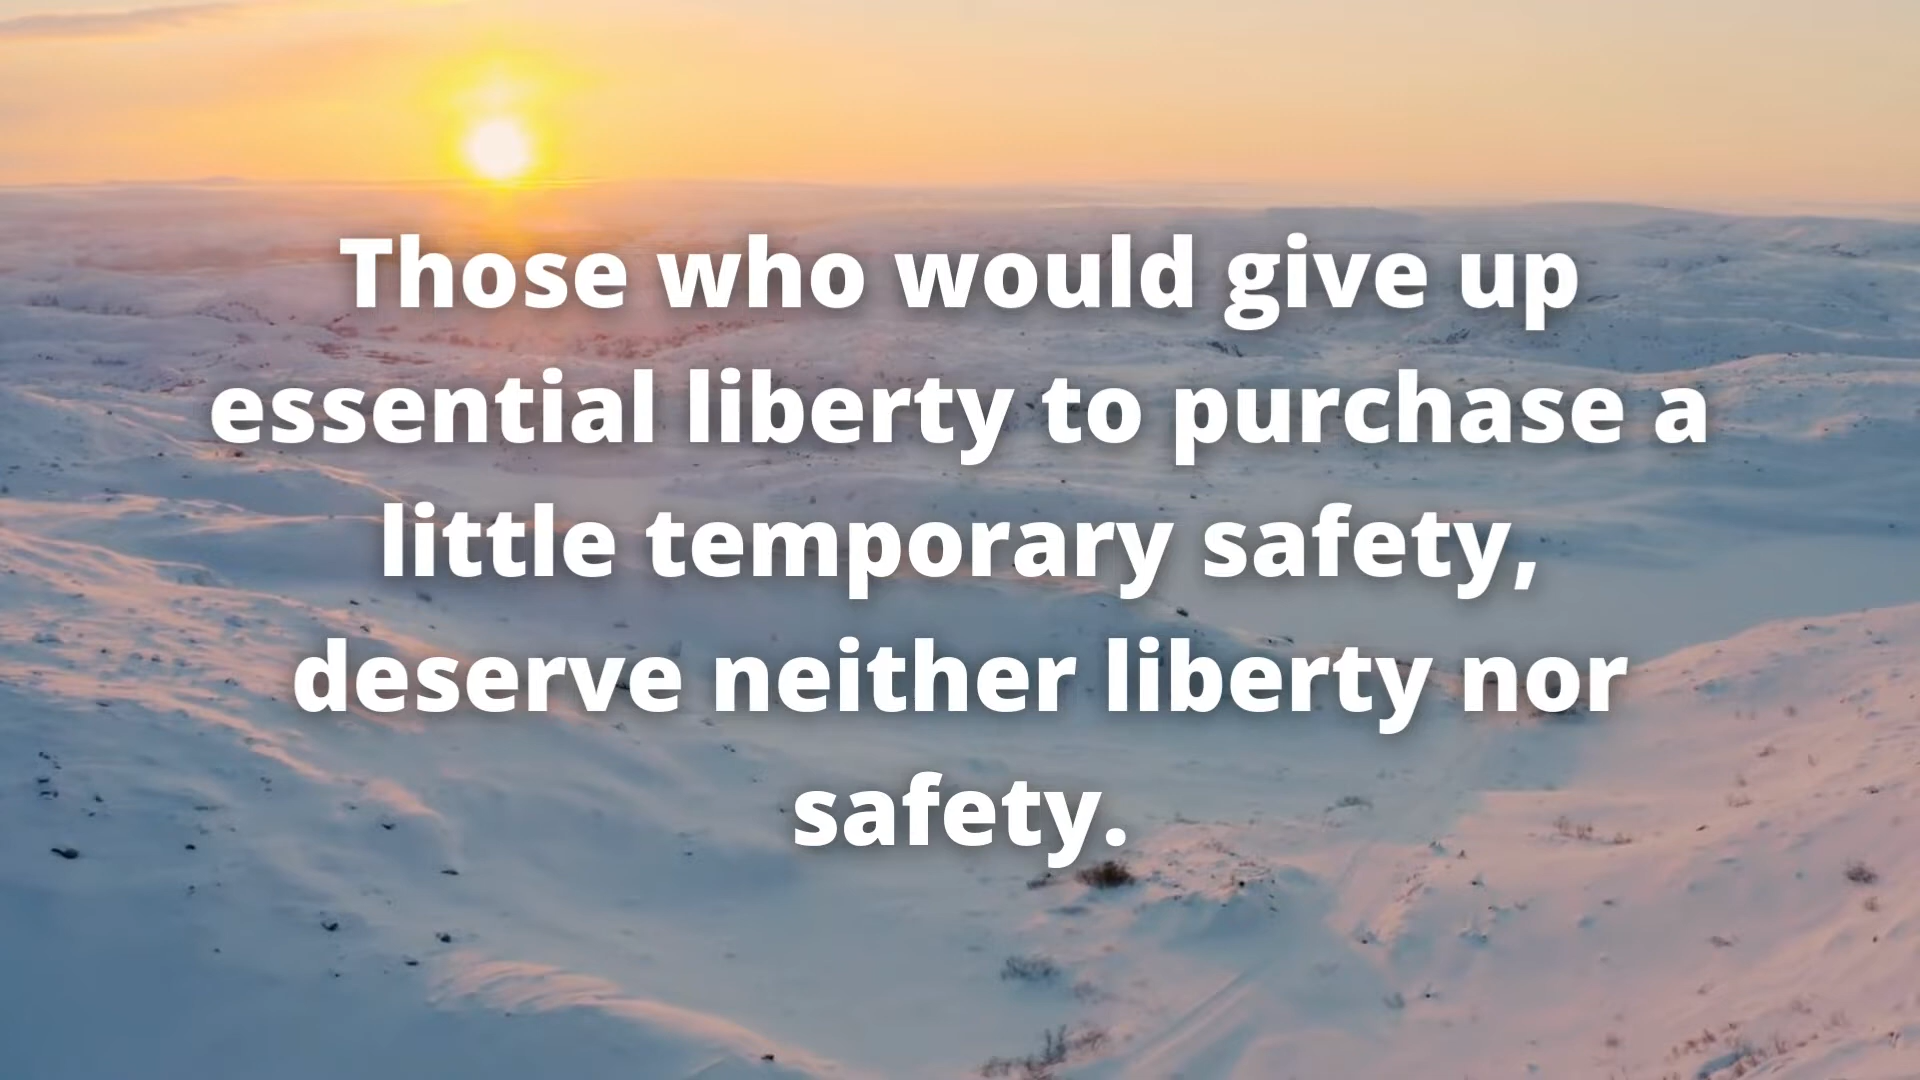 Those who would give up
essential liberty to purchase a
little temporary safety,
deserve neither liberty nor
safety.